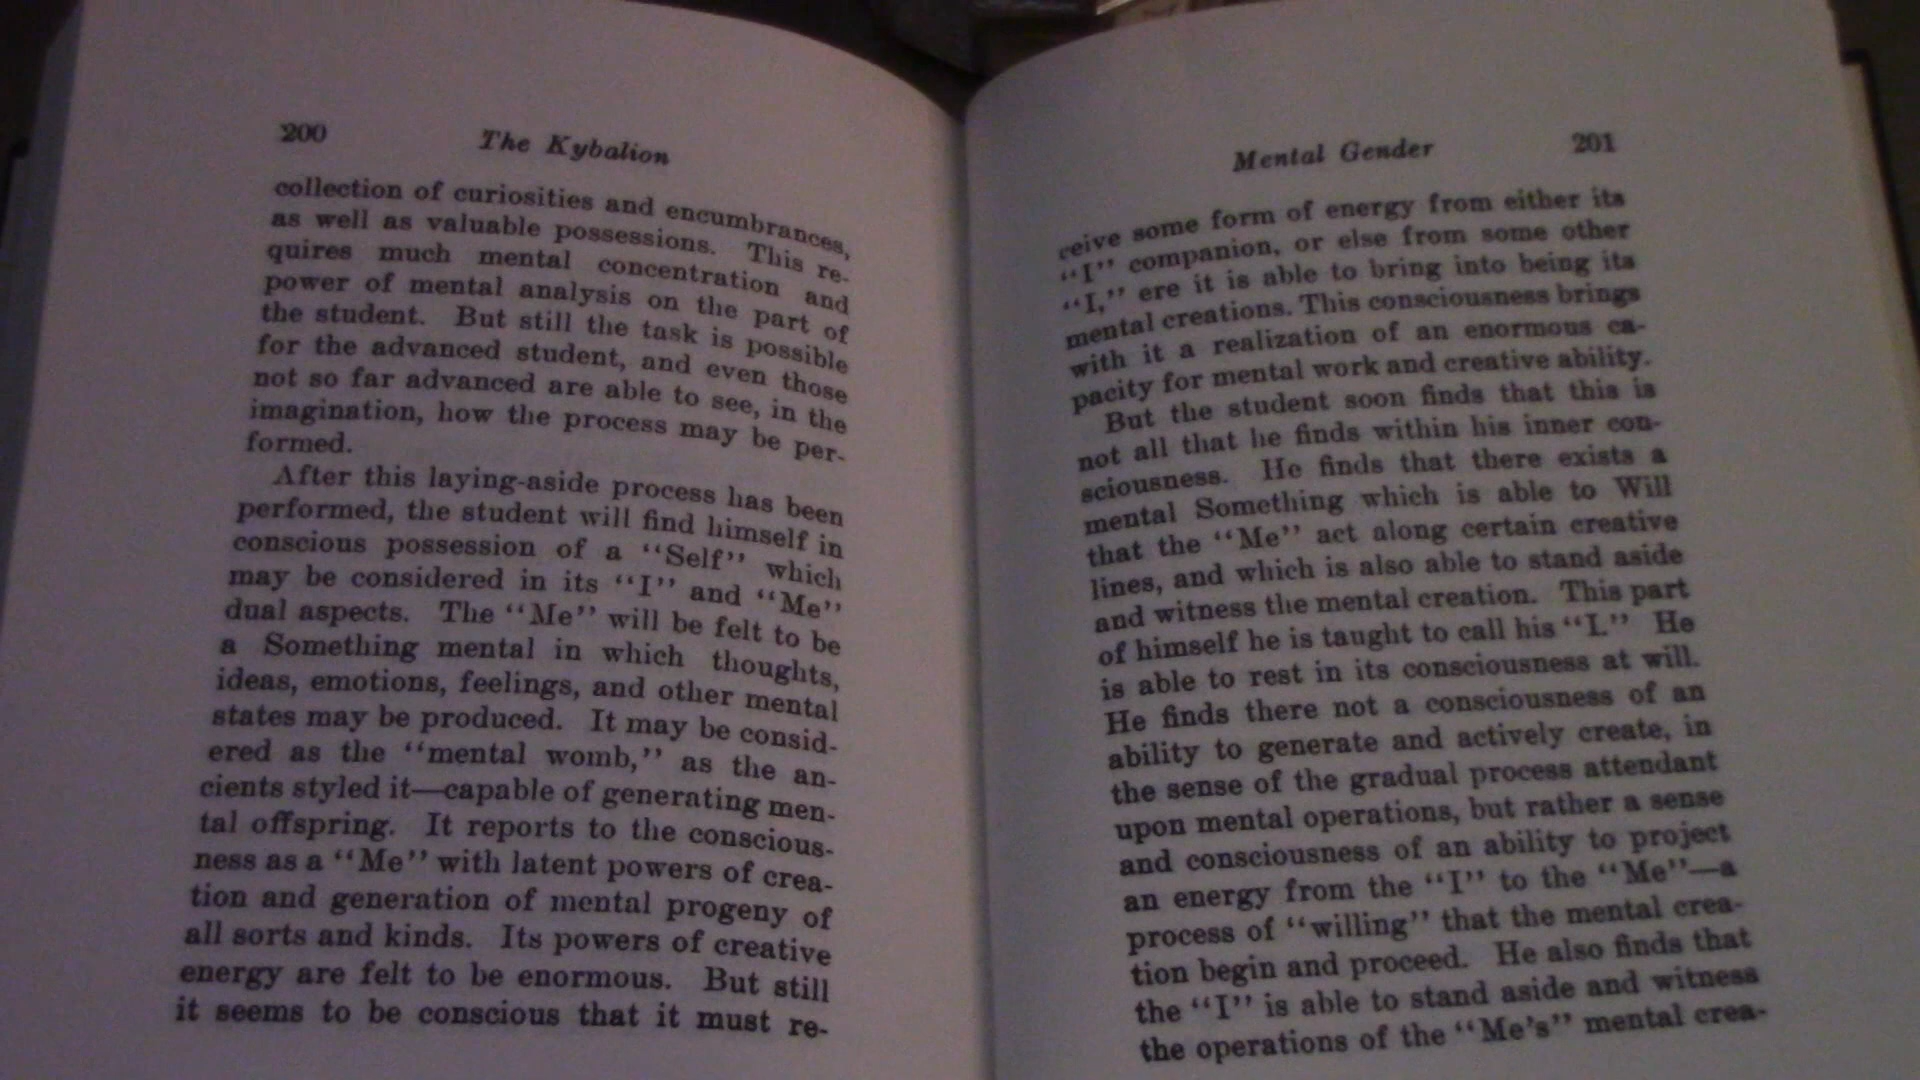 200 The Kybalion
collection of curiosities and encumbrances,
as well as valuable possessions. This re-
quires much mental concentration and
power of mental analysis on the part of
the student. But still the task is possible
for the advanced student, and even those
not so far advanced are able to see, in the
imagination, how the process may be per-
formed.
After this laying-aside process has been
performed, the student will find himself in
conscious possession of a "Self" which
may be considered in its "I" and "Me"
dual aspects. The "Me" will be felt to be
a Something mental in which thoughts,
ideas, emotions, feelings, and other mental
states may be produced. It may be consid-
ered as the "mental womb," as the an-
cients styled it—capable of generating men-
tal offspring. It reports to the conscious-
ness as a "Me" with latent powers of crea-
tion and generation of mental progeny of
all sorts and kinds. Its powers of creative
energy are felt to be enormous. But still
it seems to be conscious that it must re-
Mental Gender 201
ceive some form of energy from either its
"I" companion, or else from some other
"I," ere it is able to bring into being its
mental creations. This consciousness brings
with it a realization of an enormous ca-
pacity for mental work and creative ability.
But the student soon finds that this is
not all that he finds within his inner con-
sciousness. He finds that there exists a
mental Something which is able to Will
that the "Me" act along certain creative
lines, and which is also able to stand aside
and witness the mental creation. This part
of himself he is taught to call his "I." He
is able to rest in its consciousness at will.
He finds there not a consciousness of an
ability to generate and actively create, in
the sense of the gradual process attendant
upon mental operations, but rather a sense
and consciousness of an ability to project
an energy from the "I" to the "Me"—a
process of "willing" that the mental crea-
tion begin and proceed. He also finds that
the "I" is able to stand aside and witness
the operations of the "Me's" mental crea-